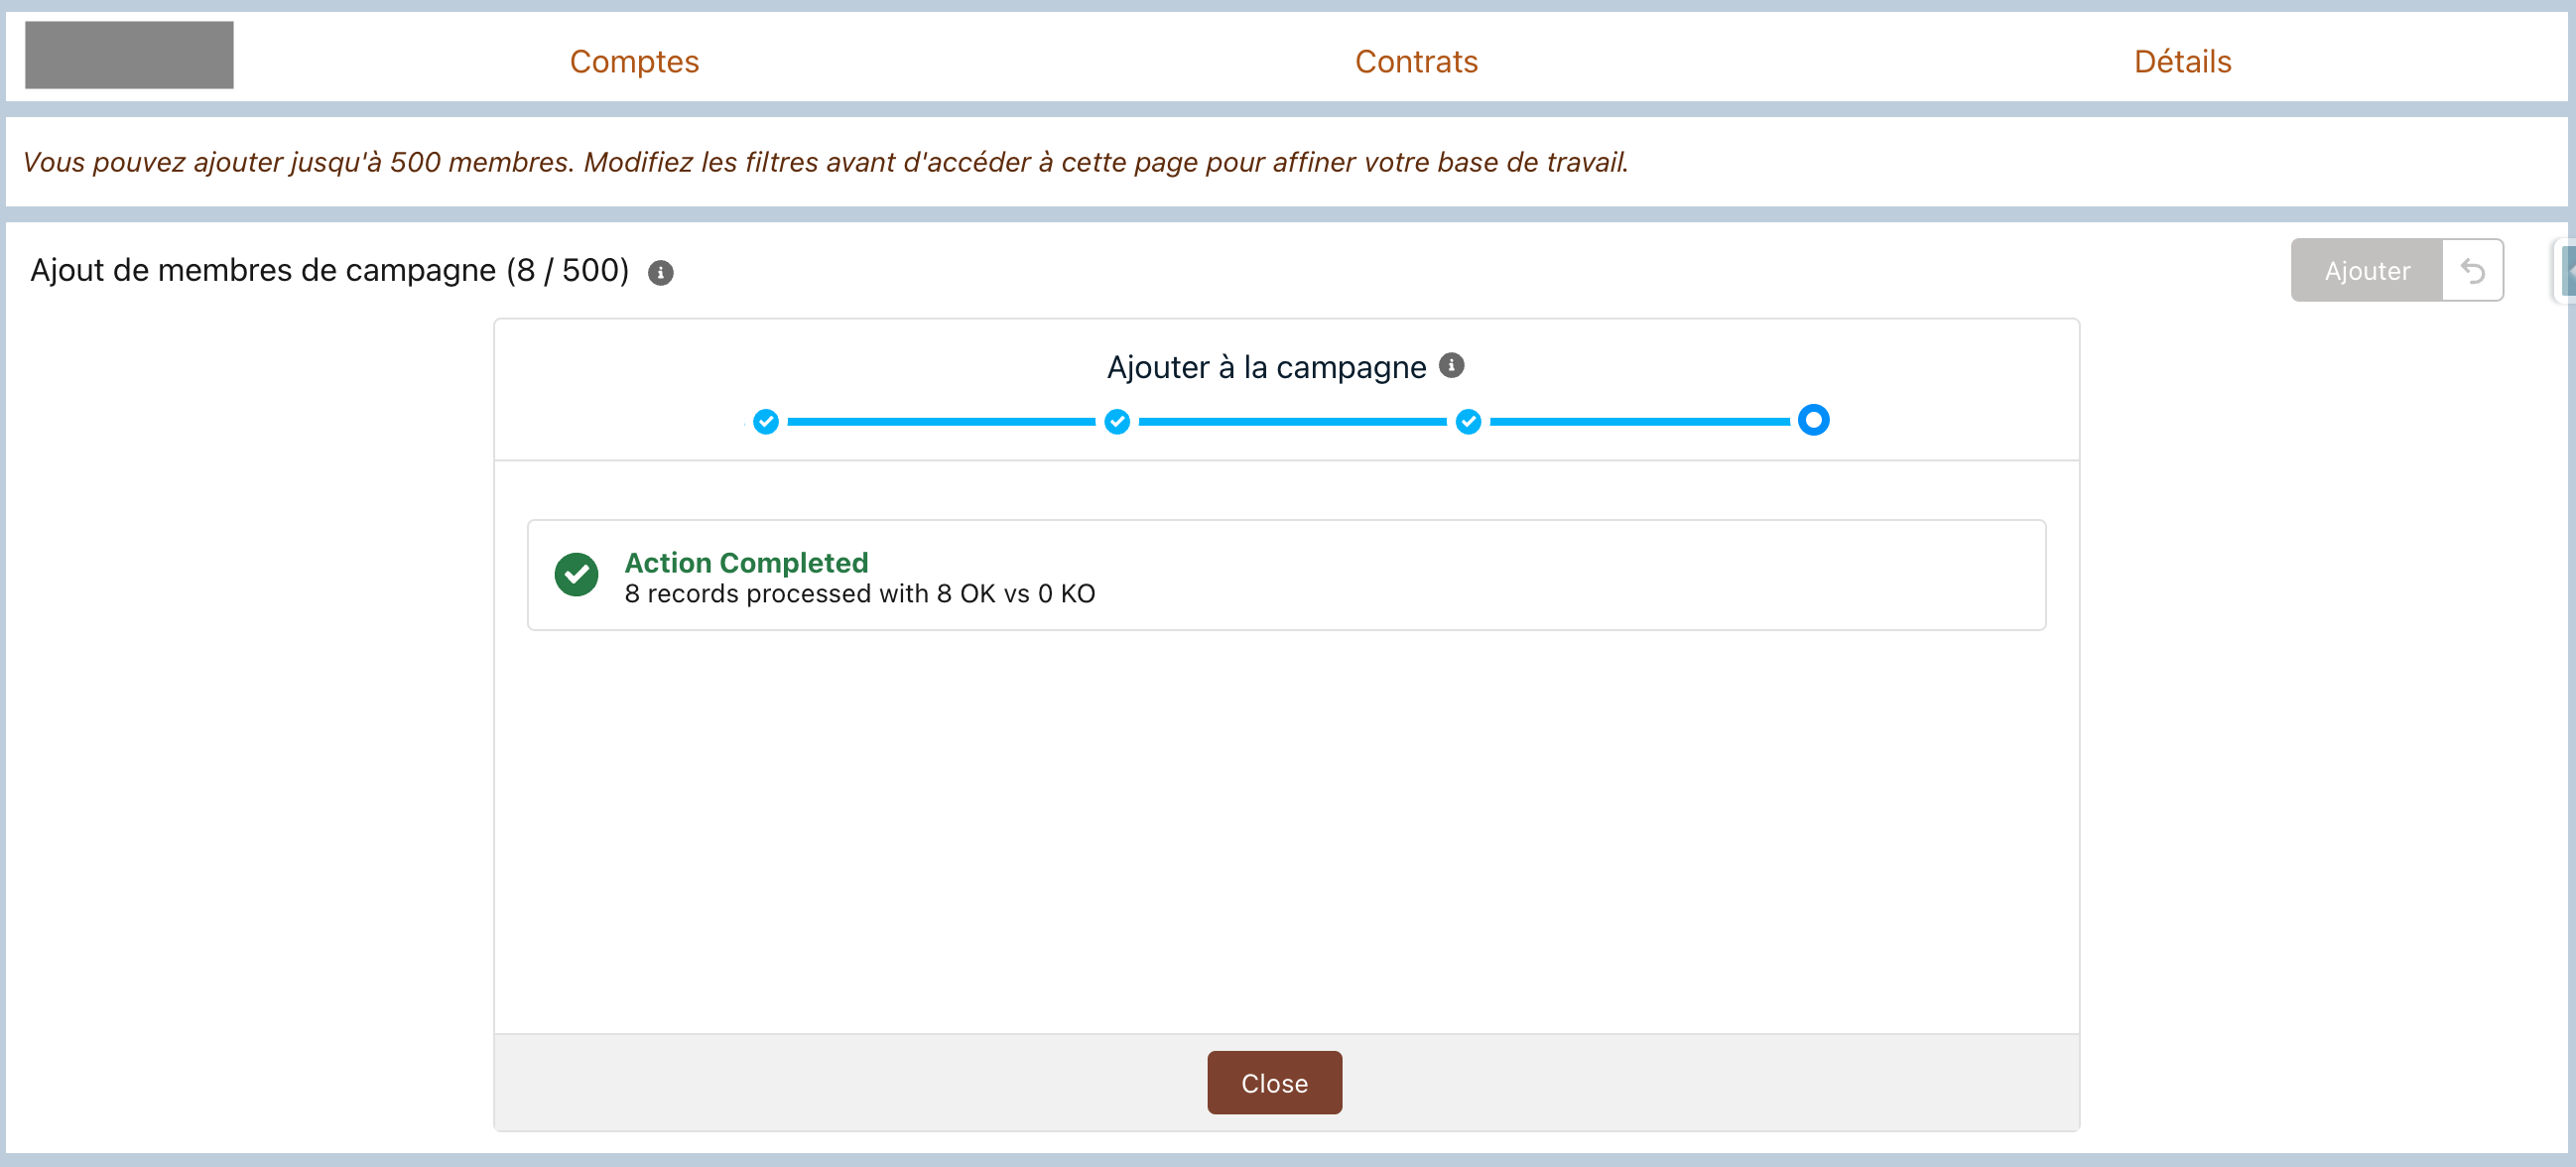 Comptes
Contrats
Détails
Vous pouvez ajouter jusqu'à 500 membres. Modifiez les filtres avant d'accéder à cette page pour affiner votre base de travail.
Ajout de membres de campagne (8 / 500)
Ajouter
Ajouter à la campagne
Action Completed
8 records processed with 8 OK vs 0 KO
Close